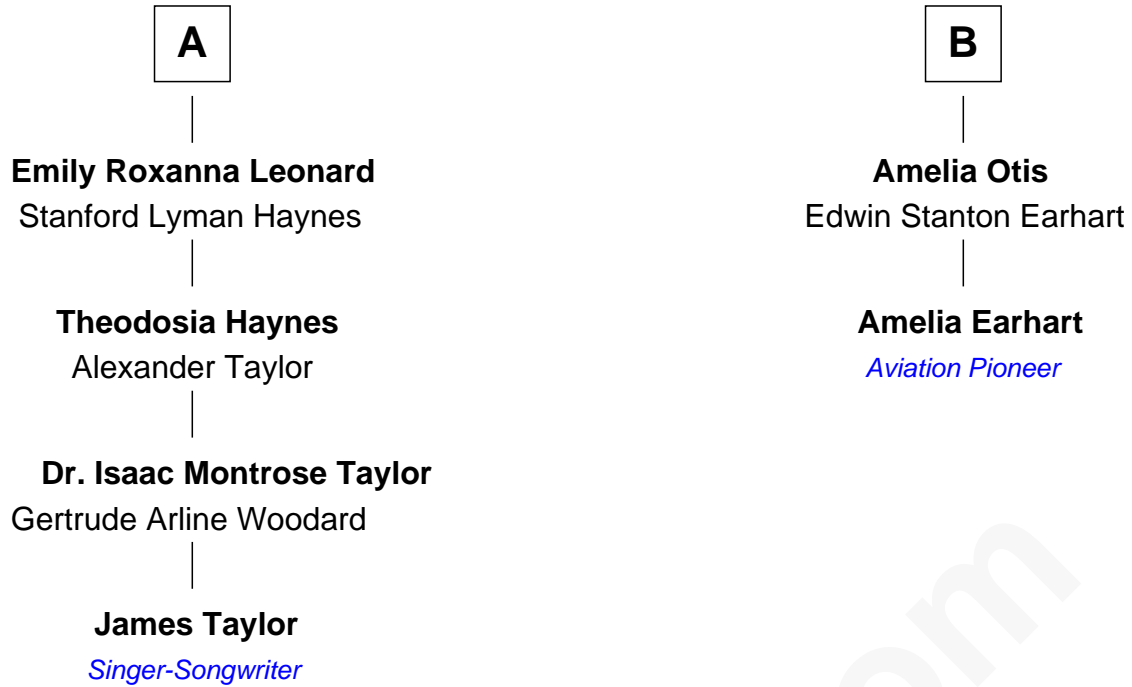 A
Emily Roxanna Leonard
Stanford Lyman Haynes
Theodosia Haynes
Alexander Taylor
Dr. Isaac Montrose Taylor
Gertrude Arline Woodard
James Taylor
Singer-Songwriter
B
Amelia Otis
Edwin Stanton Earhart
Amelia Earhart
Aviation Pioneer
om